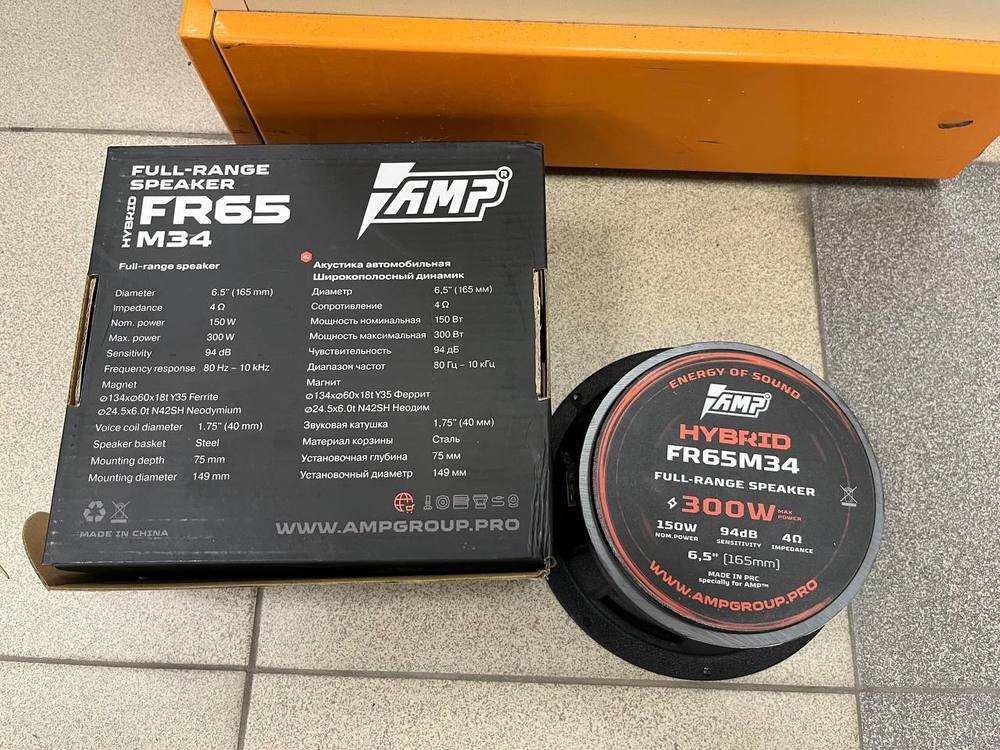 FULL-RANGE
SPEAKER
HYBRID FR65
M34
AMP®
Full-range speaker
Diameter 6.5" (165 mm)
Impedance 4 Ω
Nom. power 150 W
Max. power 300 W
Sensitivity 94 dB
Frequency response 80 Hz – 10 kHz
Magnet
⌀134x⌀60x18t Y35 Ferrite
⌀24.5x6.0t N42SH Neodymium
Voice coil diameter 1.75" (40 mm)
Speaker basket Steel
Mounting depth 75 mm
Mounting diameter 149 mm
MADE IN CHINA
Акустика автомобильная
Широкополосный динамик
Диаметр 6,5" (165 мм)
Сопротивление 4 Ω
Мощность номинальная 150 Вт
Мощность максимальная 300 Вт
Чувствительность 94 дБ
Диапазон частот 80 Гц – 10 кГц
Магнит
⌀134x⌀60x18t Y35 Феррит
⌀24.5x6.0t N42SH Неодим
Звуковая катушка 1,75" (40 мм)
Материал корзины Сталь
Установочная глубина 75 мм
Установочный диаметр 149 мм
WWW.AMPGROUP.PRO
ENERGY OF SOUND
AMP
HYBRID
FR65M34
FULL-RANGE SPEAKER
300W MAX POWER
150W NOM.POWER
94dB SENSITIVITY
4Ω IMPEDANCE
6,5" [165mm]
MADE IN PRC
specially for AMP™
WWW.AMPGROUP.PRO